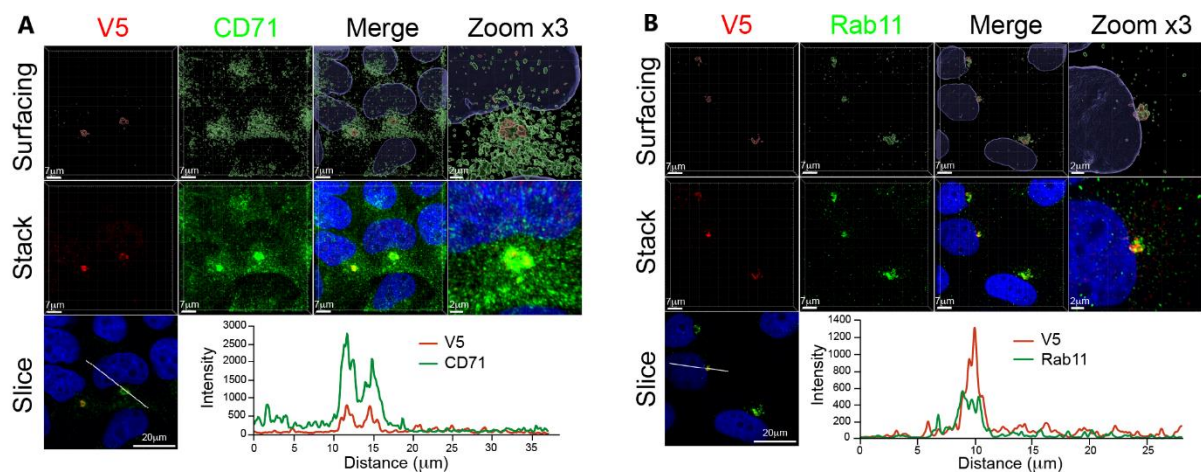 A
V5 CD71 Merge Zoom x3
Surfacing
7μm 7μm 7μm 2μm
Stack
7μm 7μm 7μm 2μm
Slice
20μm
Intensity
3000
2500
2000
1500
1000
500
0
V5
CD71
0 5 10 15 20 25 30 35
Distance (μm)
B
V5 Rab11 Merge Zoom x3
Surfacing
7μm 7μm 7μm 2μm
Stack
7μm 7μm 7μm 2μm
Slice
20μm
Intensity
1400
1200
1000
800
600
400
200
0
V5
Rab11
0 5 10 15 20 25
Distance (μm)